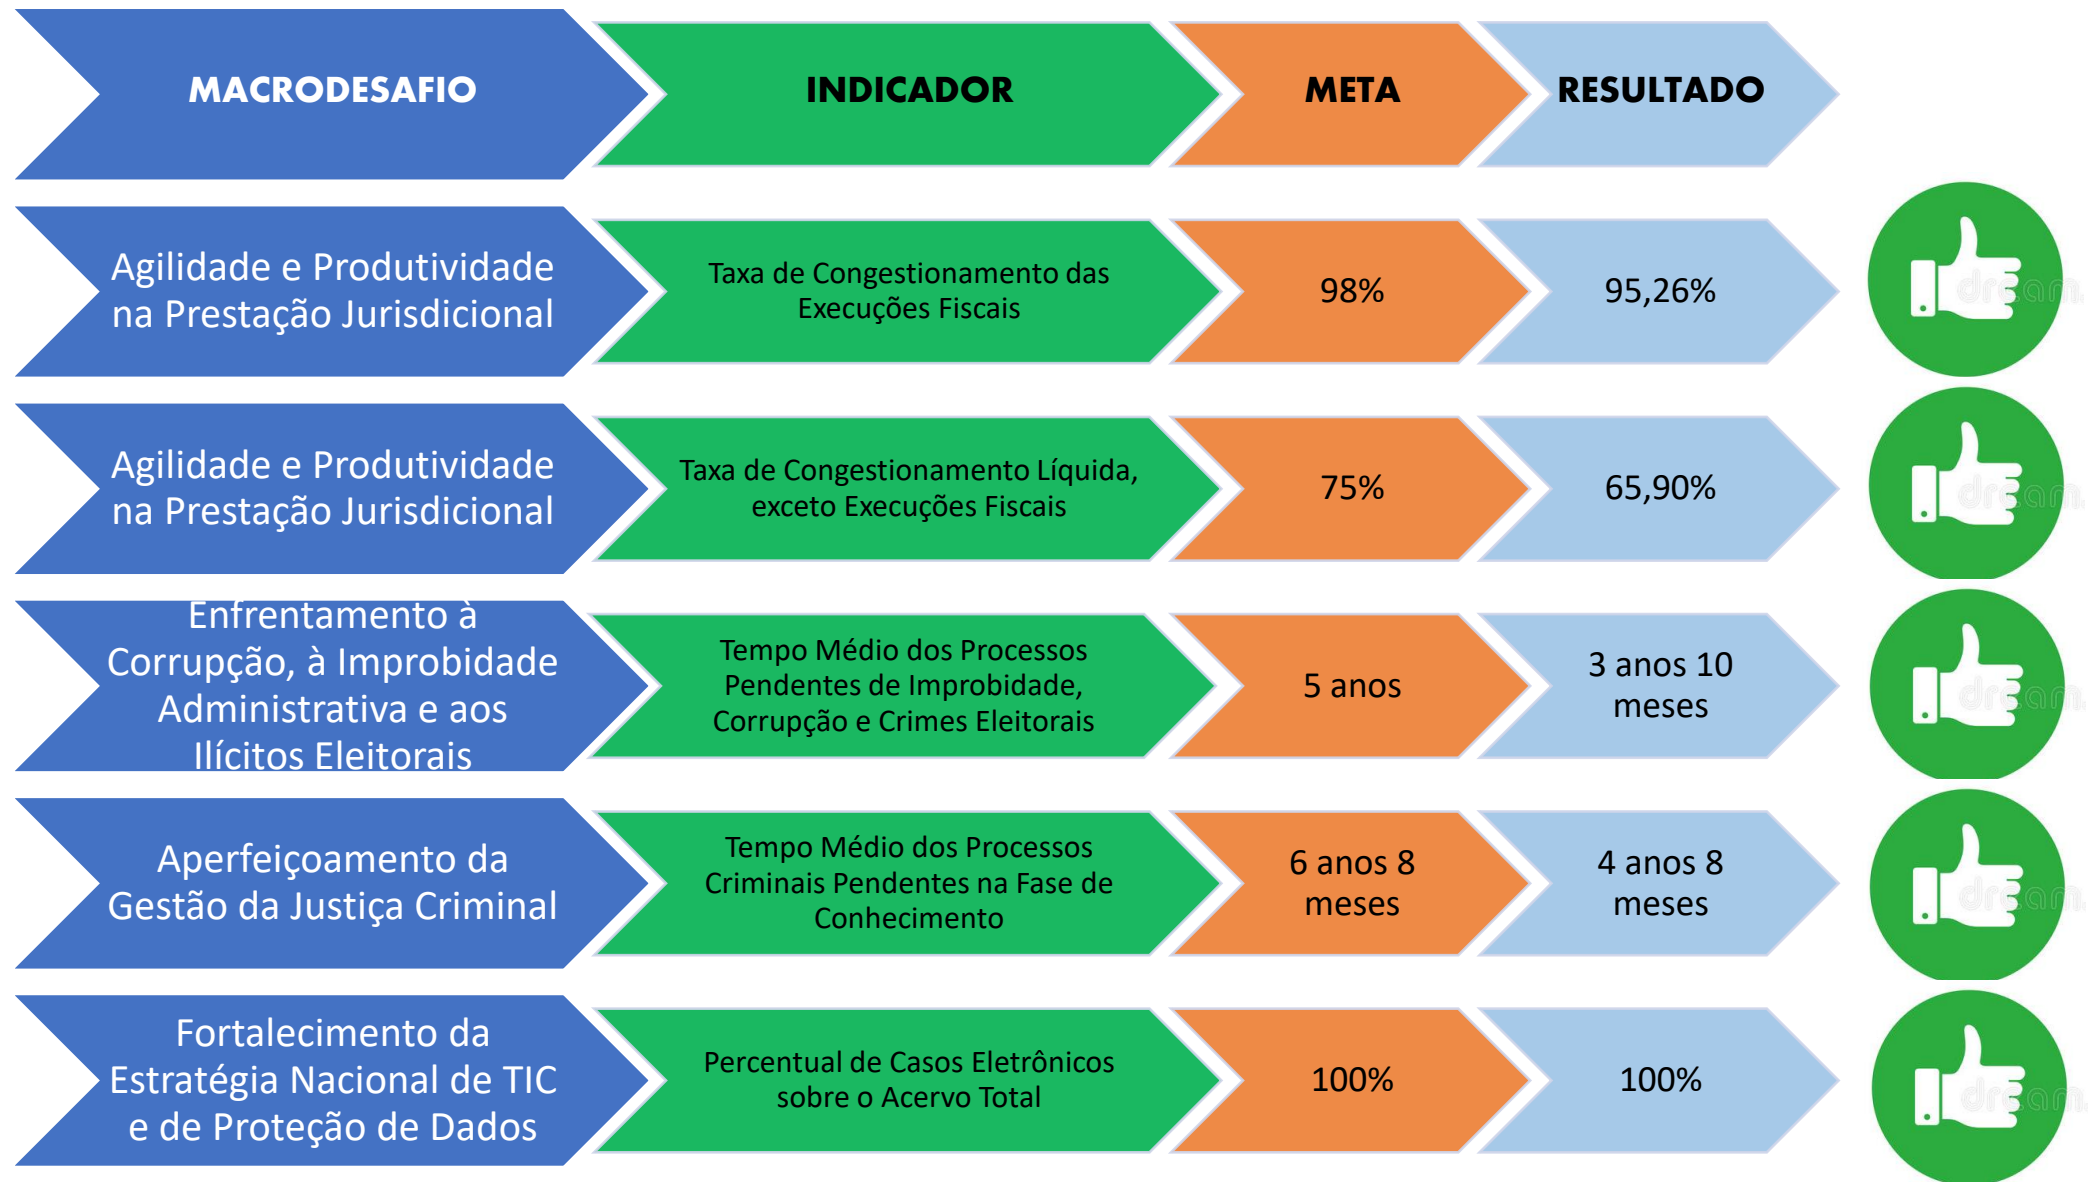 MACRODESAFIO
INDICADOR
META
RESULTADO
Agilidade e Produtividade
na Prestação Jurisdicional
Taxa de Congestionamento das
Execuções Fiscais
98%
95,26%
dream.
Agilidade e Produtividade
na Prestação Jurisdicional
Taxa de Congestionamento Líquida,
exceto Execuções Fiscais
75%
65,90%
dream.
Enfrentamento à
Corrupção, à Improbidade
Administrativa e aos
Ilícitos Eleitorais
Tempo Médio dos Processos
Pendentes de Improbidade,
Corrupção e Crimes Eleitorais
5 anos
3 anos 10
meses
dream.
Aperfeiçoamento da
Gestão da Justiça Criminal
Tempo Médio dos Processos
Criminais Pendentes na Fase de
Conhecimento
6 anos 8
meses
4 anos 8
meses
dream.
Fortalecimento da
Estratégia Nacional de TIC
e de Proteção de Dados
Percentual de Casos Eletrônicos
sobre o Acervo Total
100%
100%
dream.